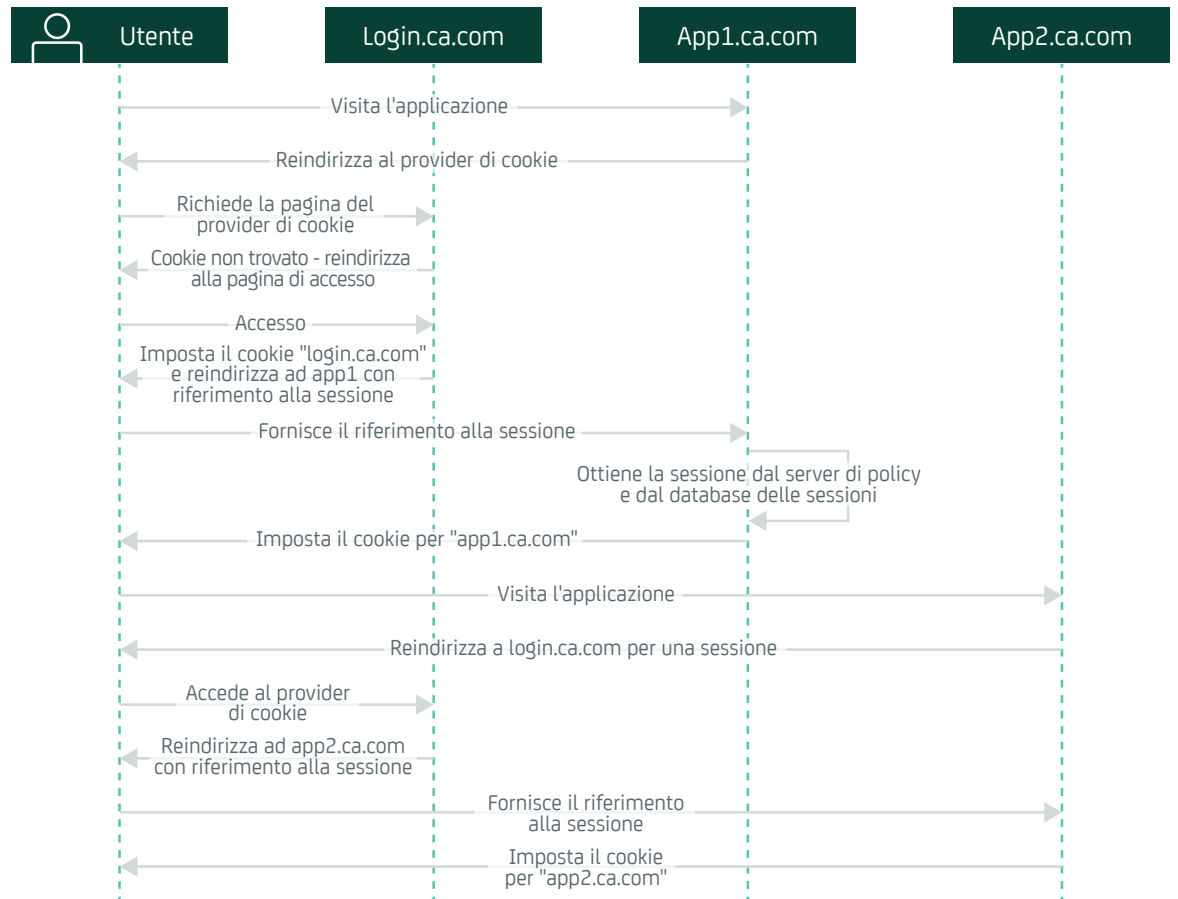 Utente
Login.ca.com
App1.ca.com
App2.ca.com
Visita l'applicazione
Reindirizza al provider di cookie
Richiede la pagina del
provider di cookie
Cookie non trovato - reindirizza
alla pagina di accesso
Accesso
Imposta il cookie "login.ca.com"
e reindirizza ad app1 con
riferimento alla sessione
Fornisce il riferimento alla sessione
Ottiene la sessione dal server di policy
e dal database delle sessioni
Imposta il cookie per "app1.ca.com"
Visita l'applicazione
Reindirizza a login.ca.com per una sessione
Accede al provider
di cookie
Reindirizza ad app2.ca.com
con riferimento alla sessione
Fornisce il riferimento
alla sessione
Imposta il cookie
per "app2.ca.com"